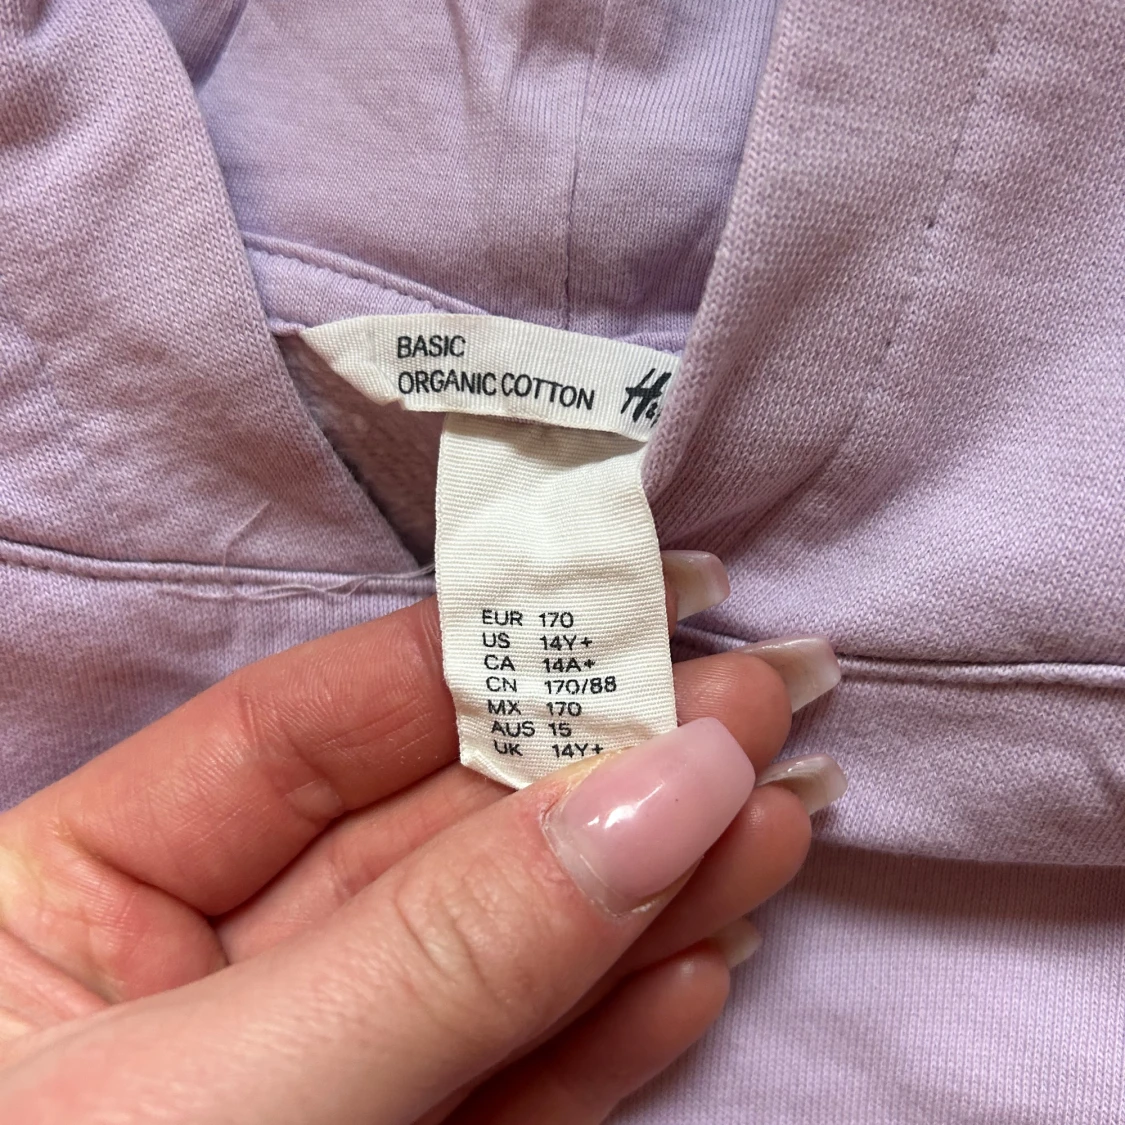 BASIC
ORGANIC COTTON
H&
EUR 170
US 14Y+
CA 14A+
CN 170/88
MX 170
AUS 15
UK 14Y+